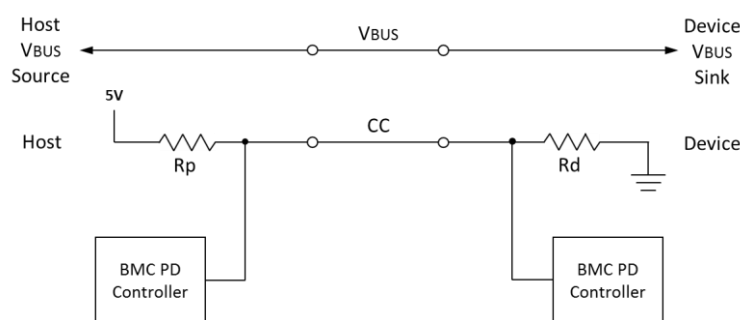 Host
VBUS
Source
VBUS
Device
VBUS
Sink
5V
Host
Rp
CC
Rd
Device
BMC PD
Controller
BMC PD
Controller